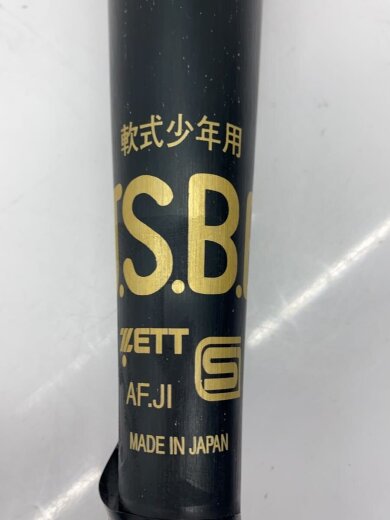 軟式少年用
.S.B.
ZETT
S
AF.JI
MADE IN JAPAN